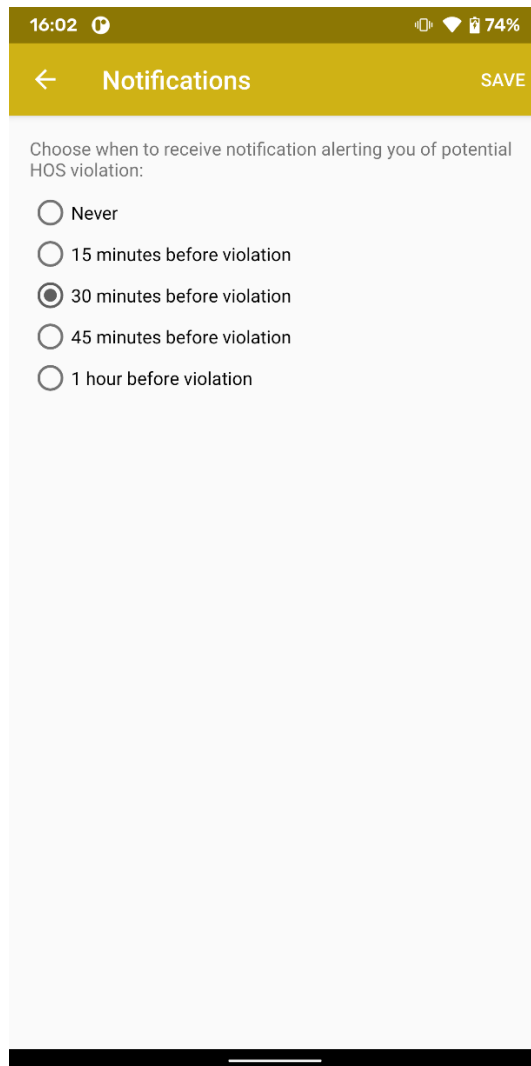 16:02 74%
Notifications SAVE
Choose when to receive notification alerting you of potential
HOS violation:
Never
15 minutes before violation
30 minutes before violation
45 minutes before violation
1 hour before violation